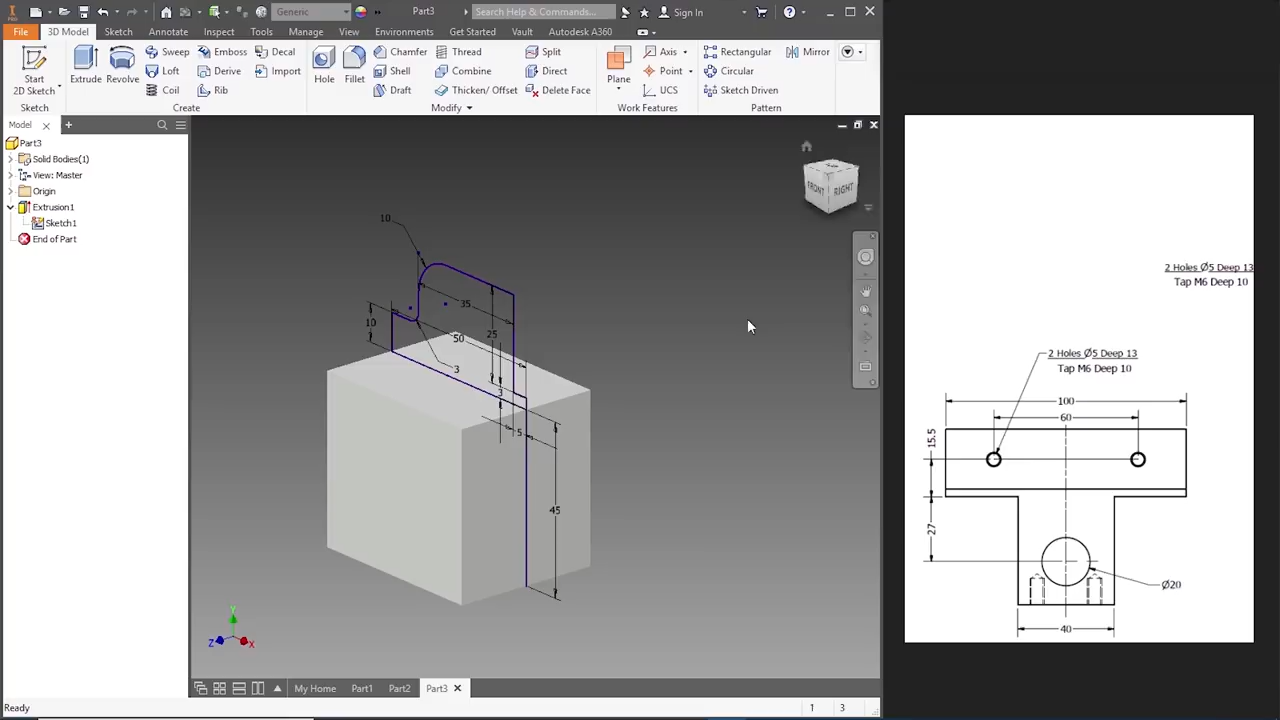 Generic
Part3
Search Help & Commands...
Sign In
File
3D Model
Sketch
Annotate
Inspect
Tools
Manage
View
Environments
Get Started
Vault
Autodesk A360
Start
2D Sketch
Sketch
Extrude
Revolve
Sweep
Loft
Coil
Emboss
Derive
Rib
Decal
Import
Create
Hole
Fillet
Chamfer
Shell
Draft
Thread
Combine
Thicken/ Offset
Split
Direct
Delete Face
Modify
Plane
Axis
Point
UCS
Work Features
Rectangular
Circular
Sketch Driven
Mirror
Pattern
Model
Part3
Solid Bodies(1)
View: Master
Origin
Extrusion1
Sketch1
End of Part
FRONT
RIGHT
10
35
10
50
25
3
3
5
45
Y
Z
X
2 Holes Ø5 Deep 13
Tap M6 Deep 10
2 Holes Ø5 Deep 13
Tap M6 Deep 10
100
60
15.5
27
Ø20
40
My Home
Part1
Part2
Part3
Ready
1
3